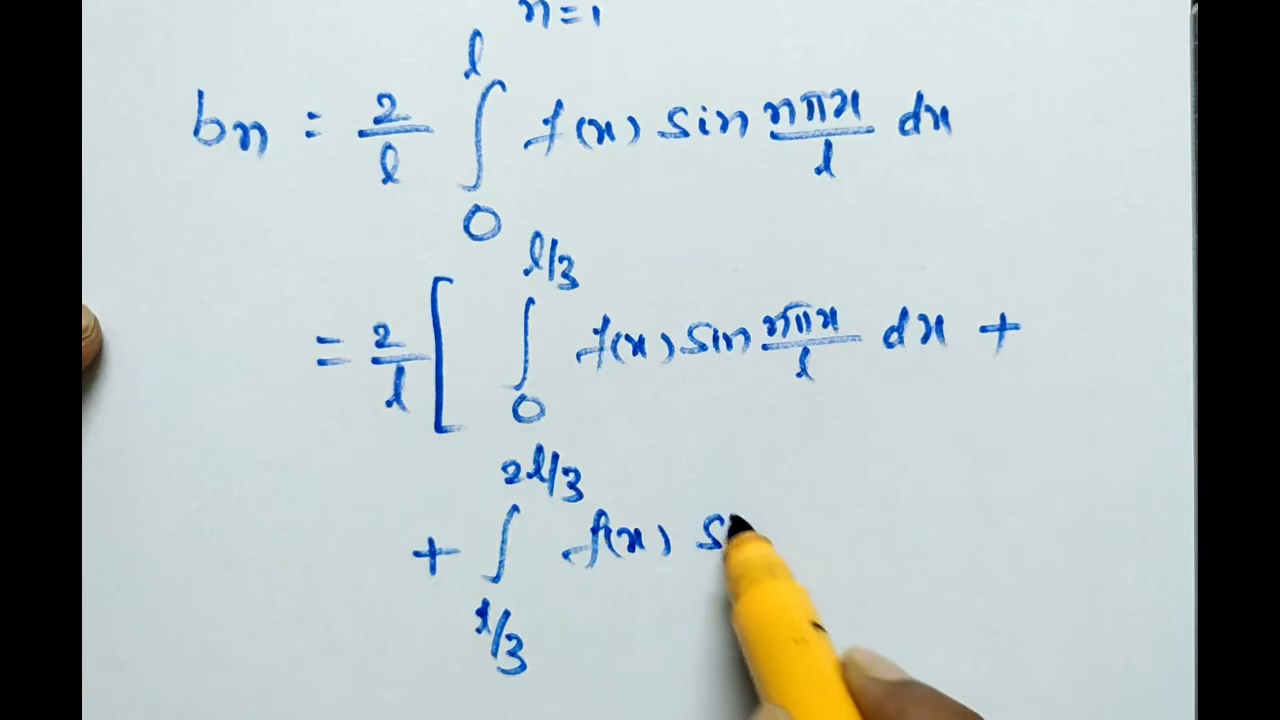 n=1
bn = 2/l ∫₀^l f(x) sin nπx/l dx
= 2/l [ ∫₀^{l/3} f(x) sin nπx/l dx +
+ ∫_{l/3}^{2l/3} f(x) S